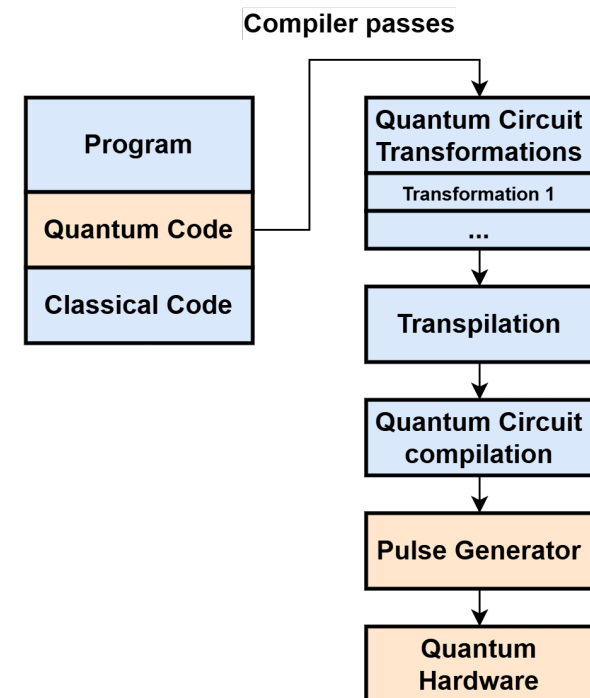 Compiler passes
Program
Quantum Code
Classical Code
Quantum Circuit
Transformations
Transformation 1
...
Transpilation
Quantum Circuit
compilation
Pulse Generator
Quantum
Hardware